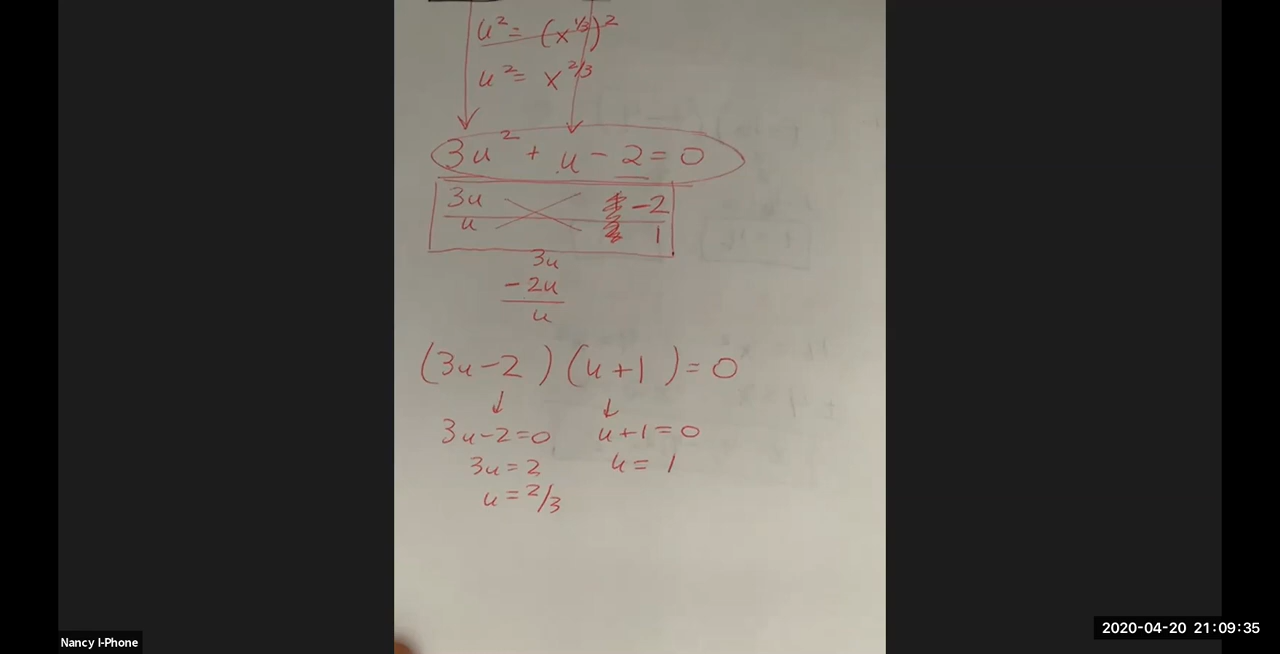 u² = (x^1/3)²
u² = x^2/3
3u² + u - 2 = 0
3u -2
u 1
3u
- 2u
u
(3u - 2) (u + 1) = 0
↓ ↓
3u - 2 = 0 u + 1 = 0
3u = 2 u = 1
u = 2/3
Nancy I-Phone
2020-04-20 21:09:35